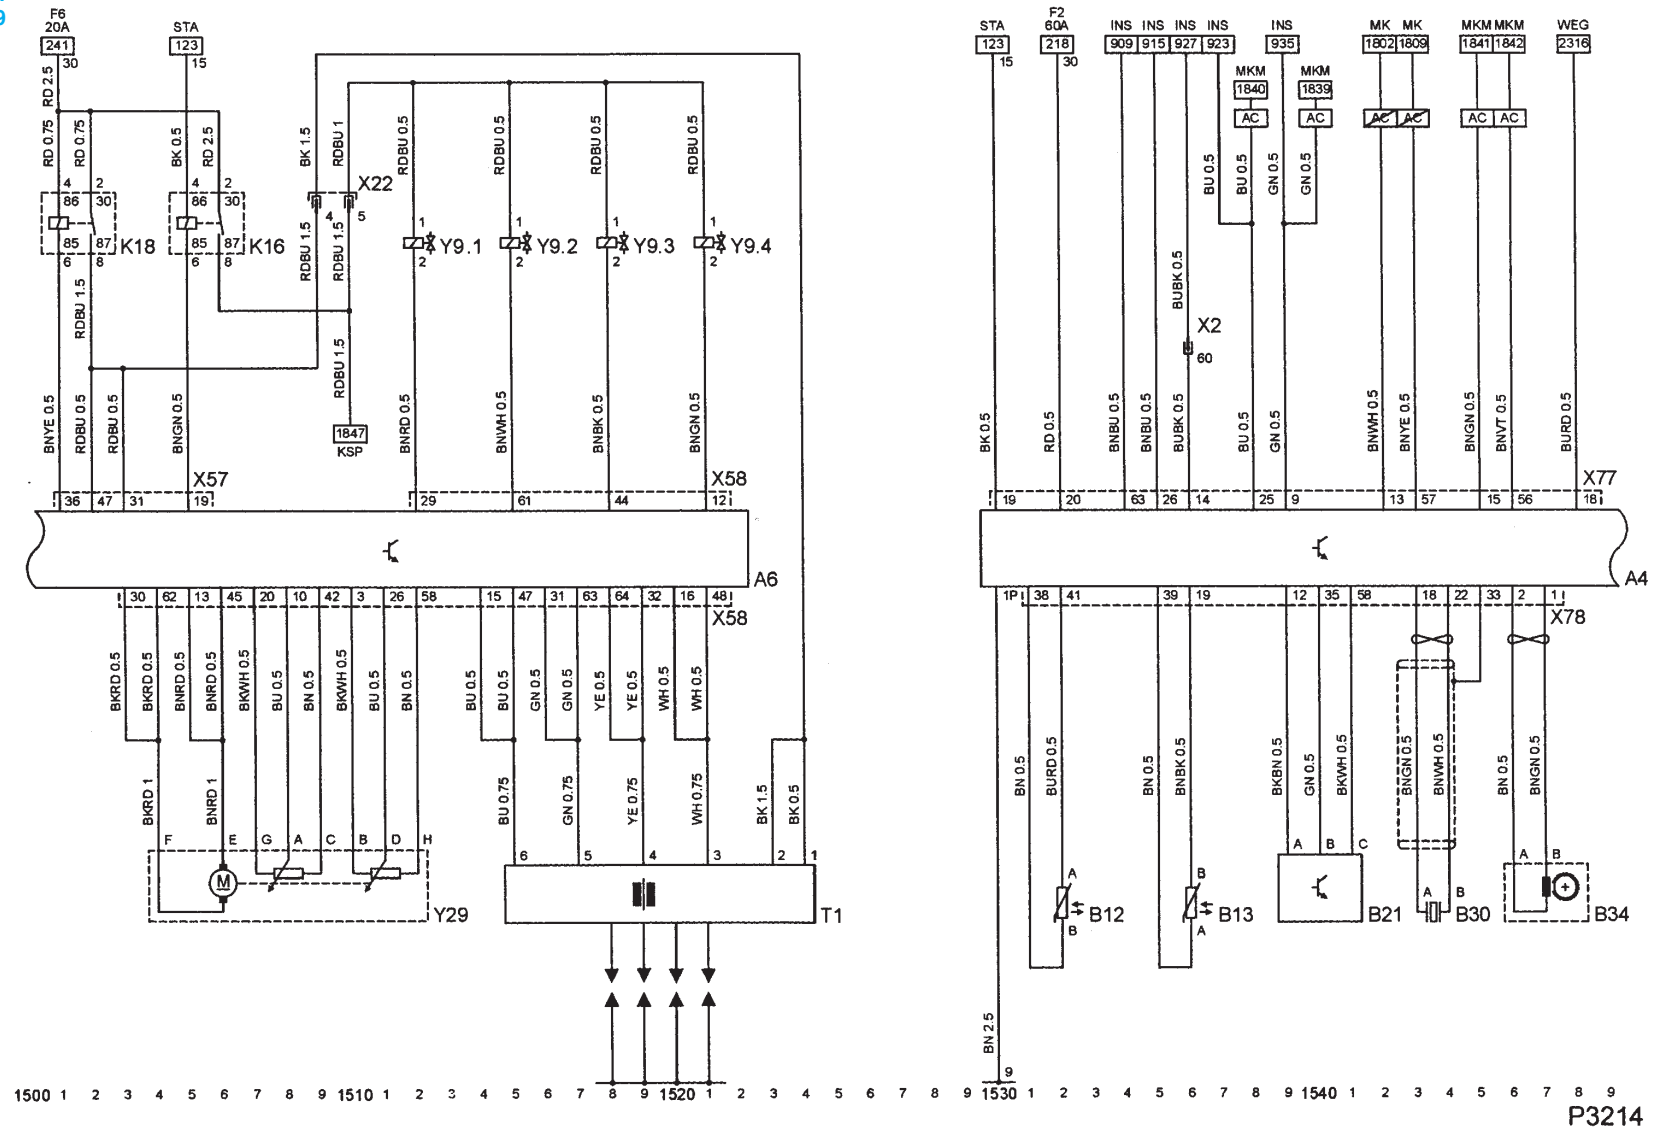 9
F6 STA STA F2 INS INS INS INS INS MK MK MKM MKM WEG
20A 60A
241 123 123 218 909 915 927 923 935 1802 1809 1841 1842 2316
30 15 15 30
MKM MKM
1840 1839
AC AC AC AC AC AC
RD 2.5
RD 0.75 RD 0.75 BK 0.5 RD 2.5 BK 1.5 RDBU 1 RDBU 0.5 RDBU 0.5 RDBU 0.5 RDBU 0.5 BU 0.5 BU 0.5 GN 0.5 GN 0.5
4 2 4 2 X22
86 30 86 30 4 5
85 87 K18 85 87 K16
6 8 6 8
1 1 1 1
Y9.1 Y9.2 Y9.3 Y9.4
2 2 2 2
RDBU 1.5 RDBU 1.5 RDBU 1.5 BUBK 0.5
X2
60
RDBU 1.5
1847
KSP
BNYE 0.5 RDBU 0.5 RDBU 0.5 BNGN 0.5 BNRD 0.5 BNWH 0.5 BNBK 0.5 BNGN 0.5 BK 0.5 RD 0.5 BNBU 0.5 BNBU 0.5 BUBK 0.5 BU 0.5 GN 0.5 BNWH 0.5 BNYE 0.5 BNGN 0.5 BNVT 0.5 BURD 0.5
X57 X58 X77
36 47 31 19 29 61 44 12 19 20 63 26 14 25 9 13 57 15 56 18
A6 A4
30 62 13 45 20 10 42 3 26 58 15 47 31 63 64 32 16 48 1P 38 41 39 19 12 35 58 18 22 33 2 1
X58 X78
BKRD 0.5 BKRD 0.5 BNRD 0.5 BNRD 0.5 BKWH 0.5 BU 0.5 BN 0.5 BKWH 0.5 BU 0.5 BN 0.5 BU 0.5 BU 0.5 GN 0.5 GN 0.5 YE 0.5 YE 0.5 WH 0.5 WH 0.5
BKRD 1 BNRD 1 BU 0.75 GN 0.75 YE 0.75 WH 0.75 BK 1.5 BK 0.5 BN 0.5 BURD 0.5 BN 0.5 BNBK 0.5 BKBN 0.5 GN 0.5 BKWH 0.5 BNGN 0.5 BNWH 0.5 BN 0.5 BNGN 0.5
F E G A C B D H
6 5 4 3 2 1
A B C A B
M
A B A B
Y29 T1 B12 B13 B21 B30 B34
B A
BN 2.5
9
1500 1 2 3 4 5 6 7 8 9 1510 1 2 3 4 5 6 7 8 9 1520 1 2 3 4 5 6 7 8 9 1530 1 2 3 4 5 6 7 8 9 1540 1 2 3 4 5 6 7 8 9
P3214